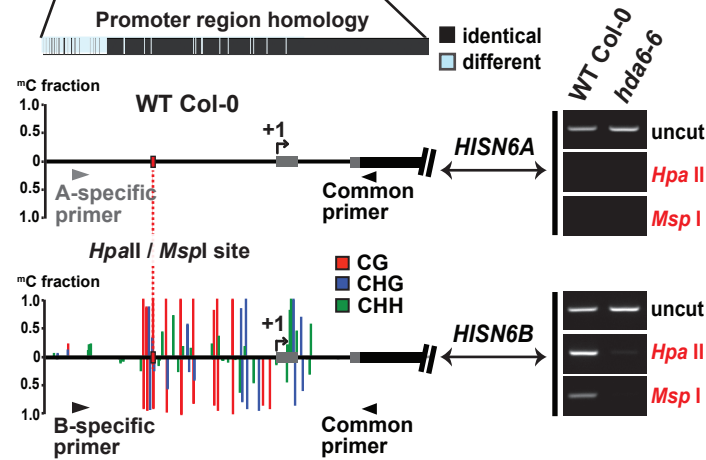 Promoter region homology
identical
different
ᵐC fraction
WT Col-0
1.0
0.5
0
0.5
1.0
+1
A-specific
primer
Common
primer
HISN6A
WT Col-0
hda6-6
uncut
Hpa II
Msp I
HpaII / MspI site
CG
CHG
CHH
ᵐC fraction
1.0
0.5
0
0.5
1.0
+1
B-specific
primer
Common
primer
HISN6B
uncut
Hpa II
Msp I